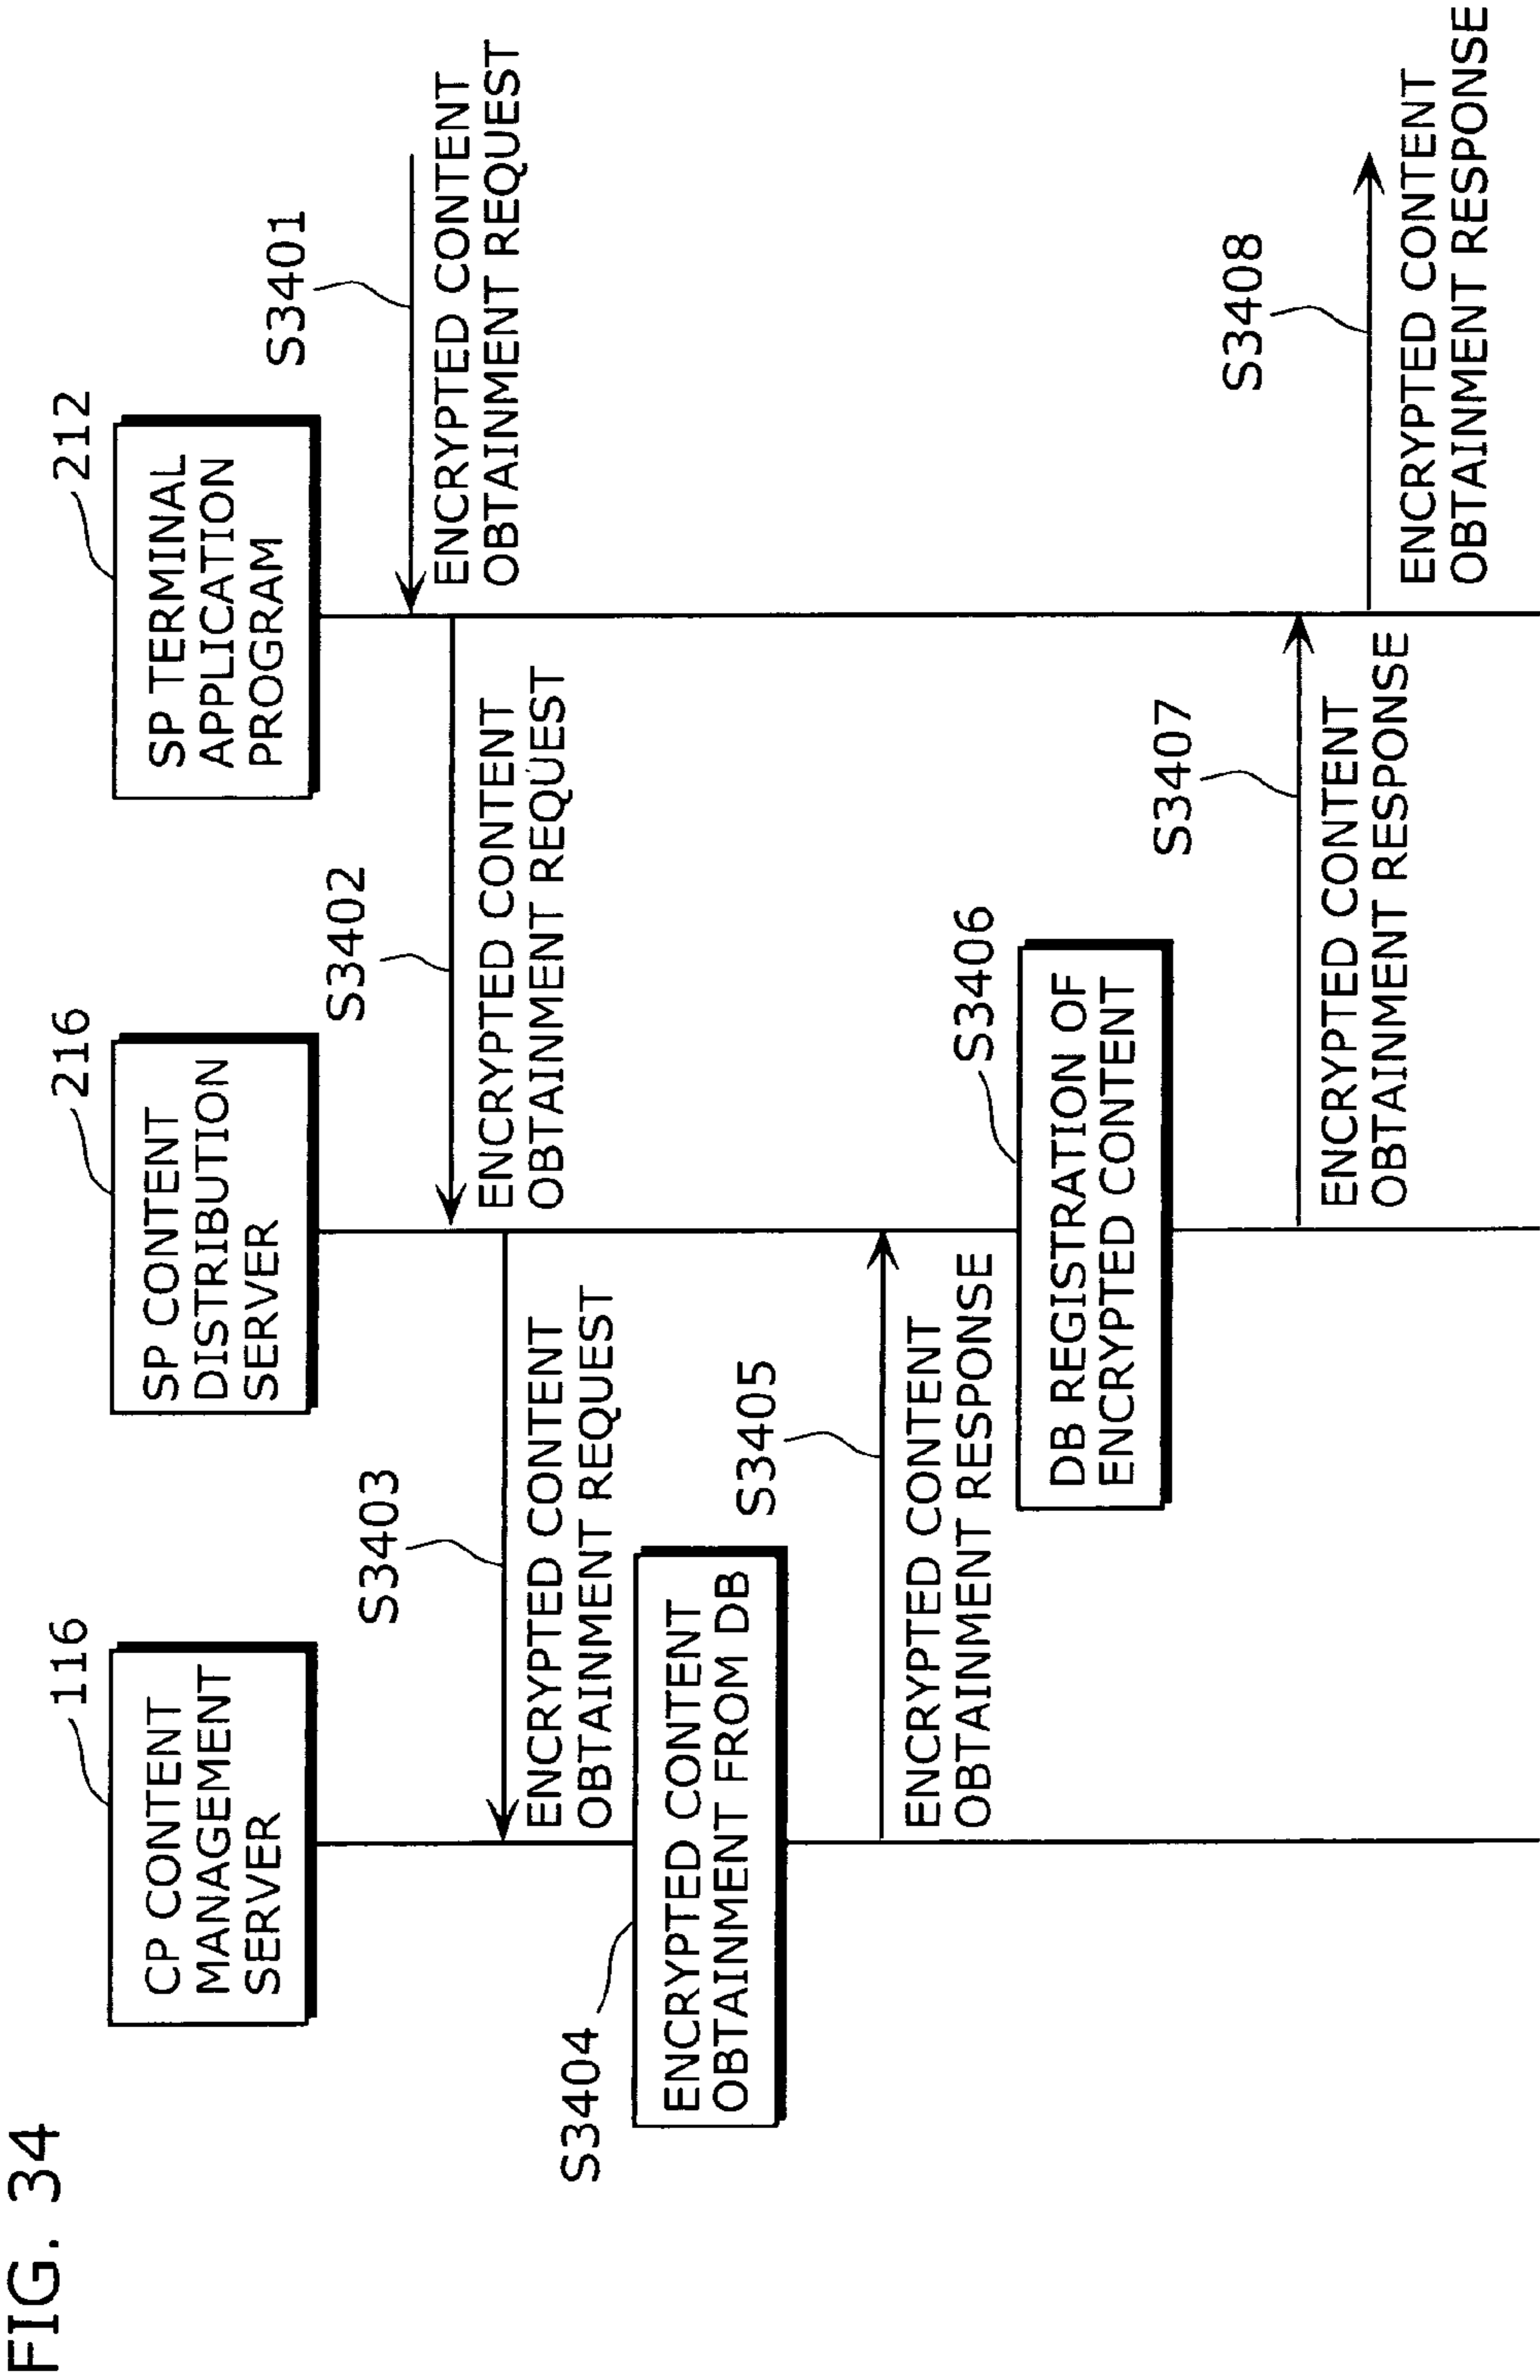 FIG. 34
116
CP CONTENT
MANAGEMENT
SERVER
216
SP CONTENT
DISTRIBUTION
SERVER
212
SP TERMINAL
APPLICATION
PROGRAM
S3401
ENCRYPTED CONTENT
OBTAINMENT REQUEST
S3402
ENCRYPTED CONTENT
OBTAINMENT REQUEST
S3403
ENCRYPTED CONTENT
OBTAINMENT REQUEST
S3404
ENCRYPTED CONTENT
OBTAINMENT FROM DB
S3405
ENCRYPTED CONTENT
OBTAINMENT RESPONSE
S3406
DB REGISTRATION OF
ENCRYPTED CONTENT
S3407
ENCRYPTED CONTENT
OBTAINMENT RESPONSE
S3408
ENCRYPTED CONTENT
OBTAINMENT RESPONSE